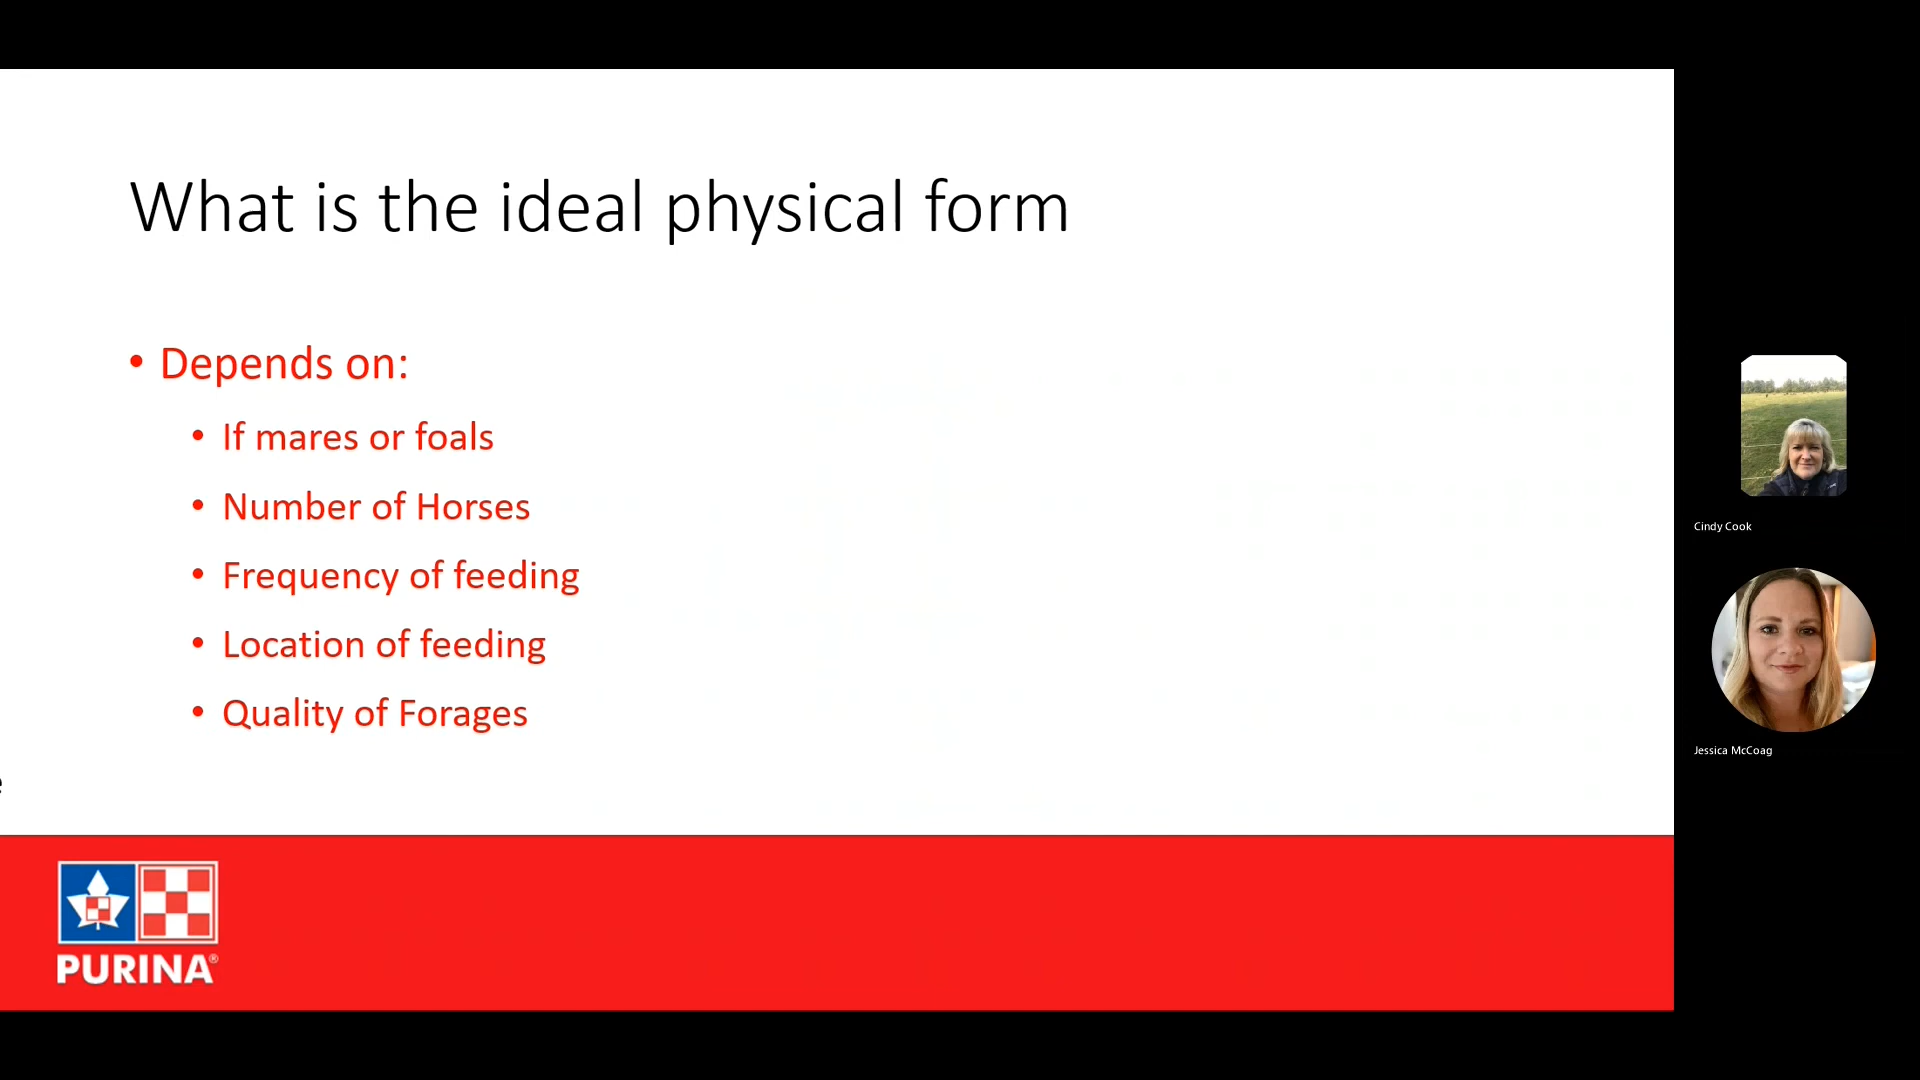 What is the ideal physical form
• Depends on:
• If mares or foals
• Number of Horses
• Frequency of feeding
• Location of feeding
• Quality of Forages
e
PURINA®
Cindy Cook
Jessica McCoag